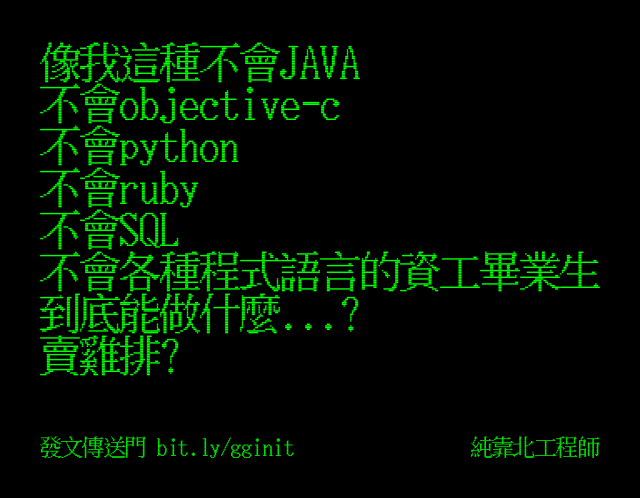 像我這種不會JAVA
不會objective-c
不會python
不會ruby
不會SQL
不會各種程式語言的資工畢業生
到底能做什麼...?
賣雞排?
發文傳送門 bit.ly/gginit
純靠北工程師